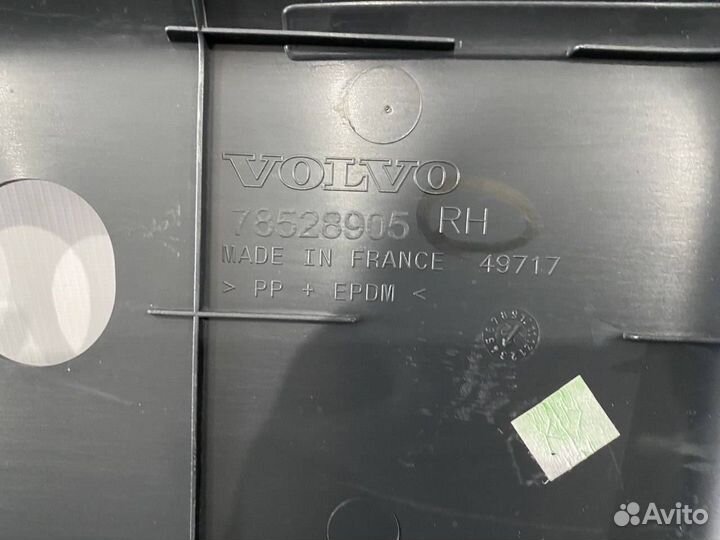 VOLVO
78528905 RH
MADE IN FRANCE 49717
> PP + EPDM <
Avito